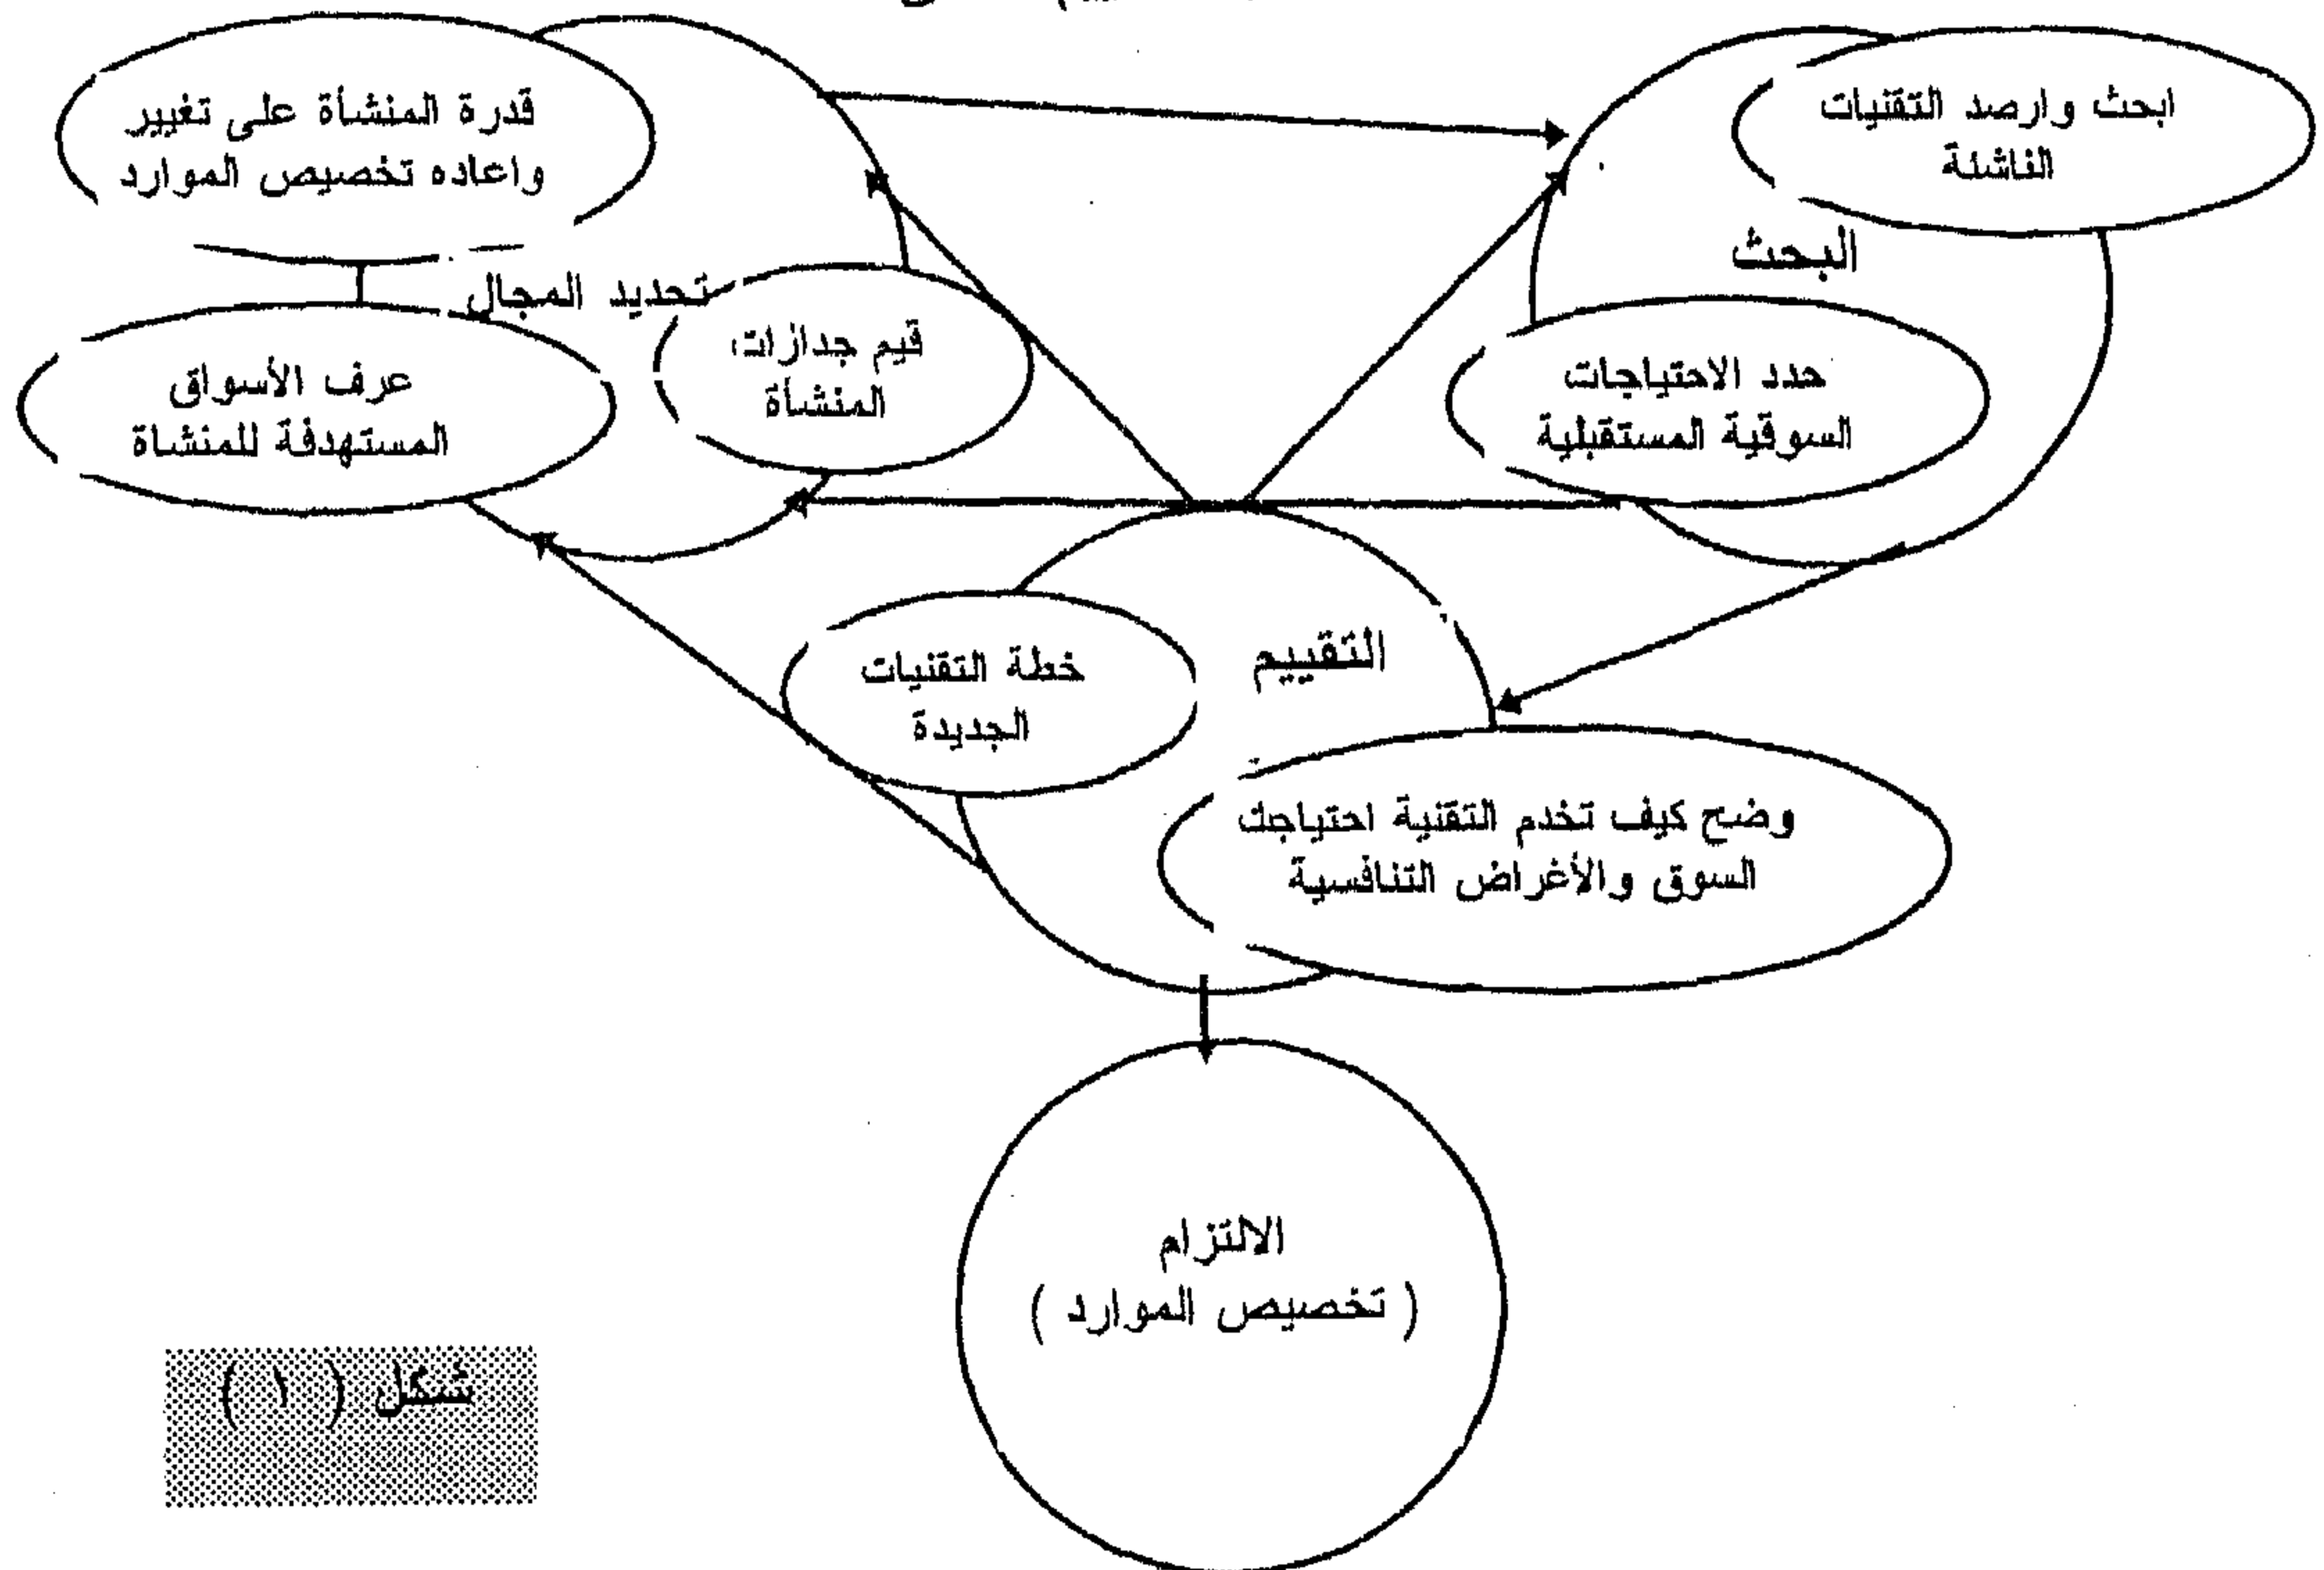 قدرة المنشأة على تغيير
واعاده تخصيص الموارد
ابحث وارصد التقنيات
الناشئة
البحث
تحديد المجال
عرف الأسواق
المستهدفة للمنشاة
قيم جدارات
المنشأة
حدد الاحتياجات
السوقية المستقبلية
التقييم
خطة التقنيات
الجديدة
وضح كيف تخدم التقنية احتياجك
السوق والأغراض التنافسية
الالتزام
( تخصيص الموارد )
شكل ( ١ )